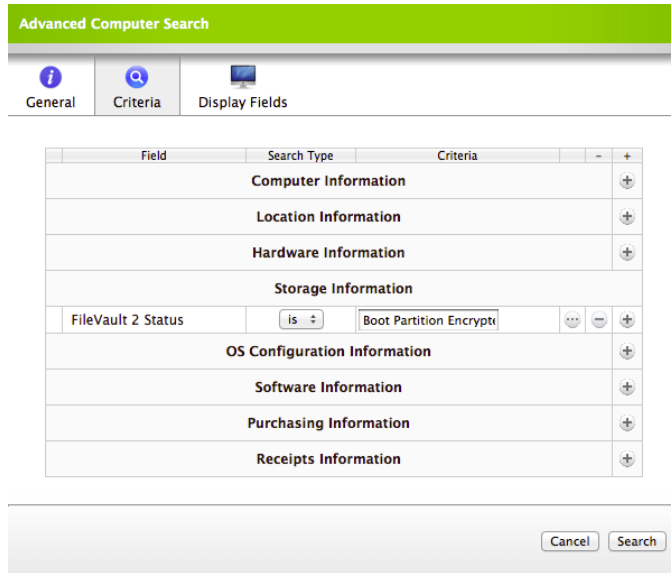 Advanced Computer Search
General Criteria Display Fields
Field Search Type Criteria - +
Computer Information
Location Information
Hardware Information
Storage Information
FileVault 2 Status is Boot Partition Encrypte
OS Configuration Information
Software Information
Purchasing Information
Receipts Information
Cancel Search